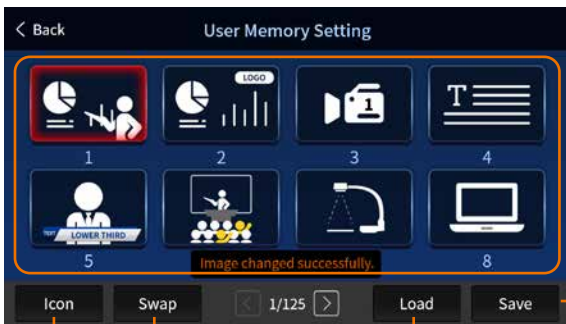 < Back
User Memory Setting
LOGO
1
T
1
2
3
4
TEXT LOWER THIRD
5
Image changed successfully.
8
Icon
Swap
< 1/125 >
Load
Save